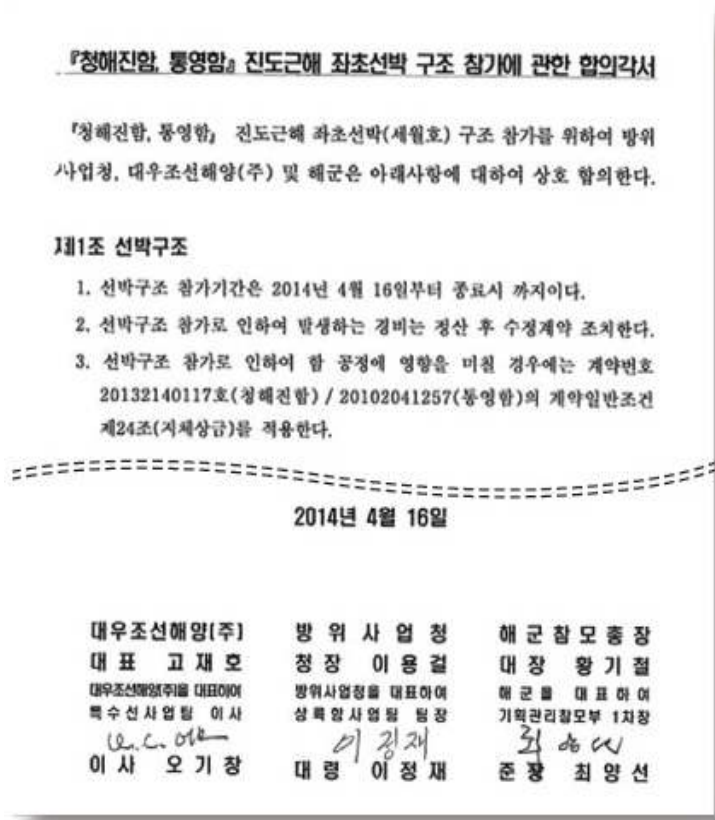 『청해진함, 통영함』 진도근해 좌초선박 구조 참가에 관한 합의각서
『청해진함, 통영함』 진도근해 좌초선박(세월호) 구조 참가를 위하여 방위
사업청, 대우조선해양(주) 및 해군은 아래사항에 대하여 상호 합의한다.
제1조 선박구조
1. 선박구조 참가기간은 2014년 4월 16일부터 종료시 까지이다.
2. 선박구조 참가로 인하여 발생하는 경비는 정산 후 수정계약 조치한다.
3. 선박구조 참가로 인하여 함 공정에 영향을 미칠 경우에는 계약번호
20132140117호(청해진함) / 20102041257(통영함)의 계약일반조건
제24조(지체상금)를 적용한다.
2014년 4월 16일
대우조선해양(주) 방위사업청 해군참모총장
대표 고재호 청장 이용걸 대장 황기철
대우조선해양(주)을 대표하여 방위사업청을 대표하여 해군을 대표하여
특수선사업팀 이사 상륙함사업팀 팀장 기획관리참모부 1차장
이정재
이사 오기창 대령 이정재 준장 최양선